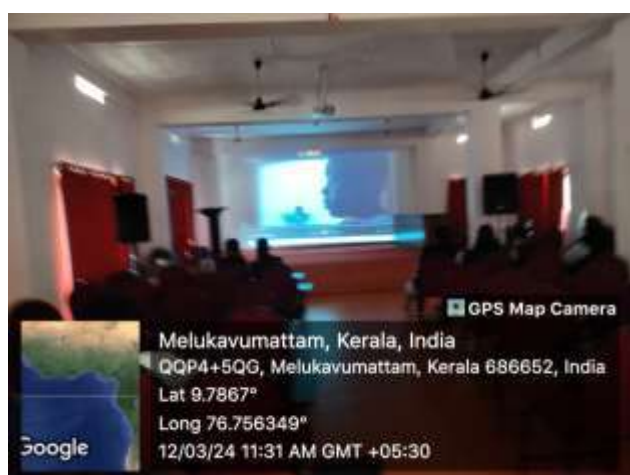 GPS Map Camera
Melukavumattam, Kerala, India
QQP4+5QG, Melukavumattam, Kerala 686652, India
Lat 9.7867°
Long 76.756349°
12/03/24 11:31 AM GMT +05:30
Google